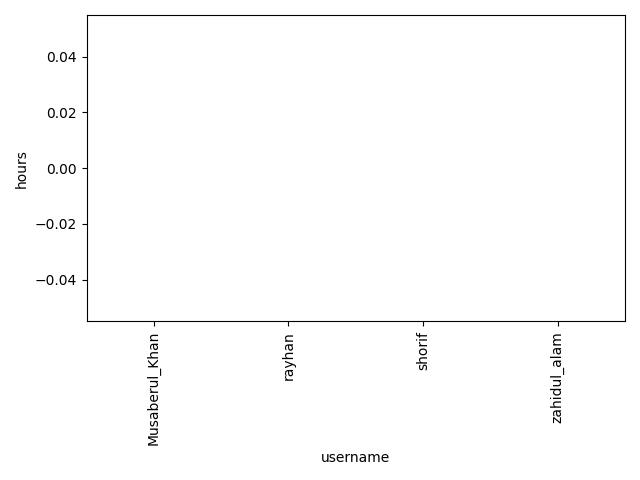 0.04
0.02
hours
0.00
−0.02
−0.04
Musaberul_Khan
rayhan
shorif
zahidul_alam
username